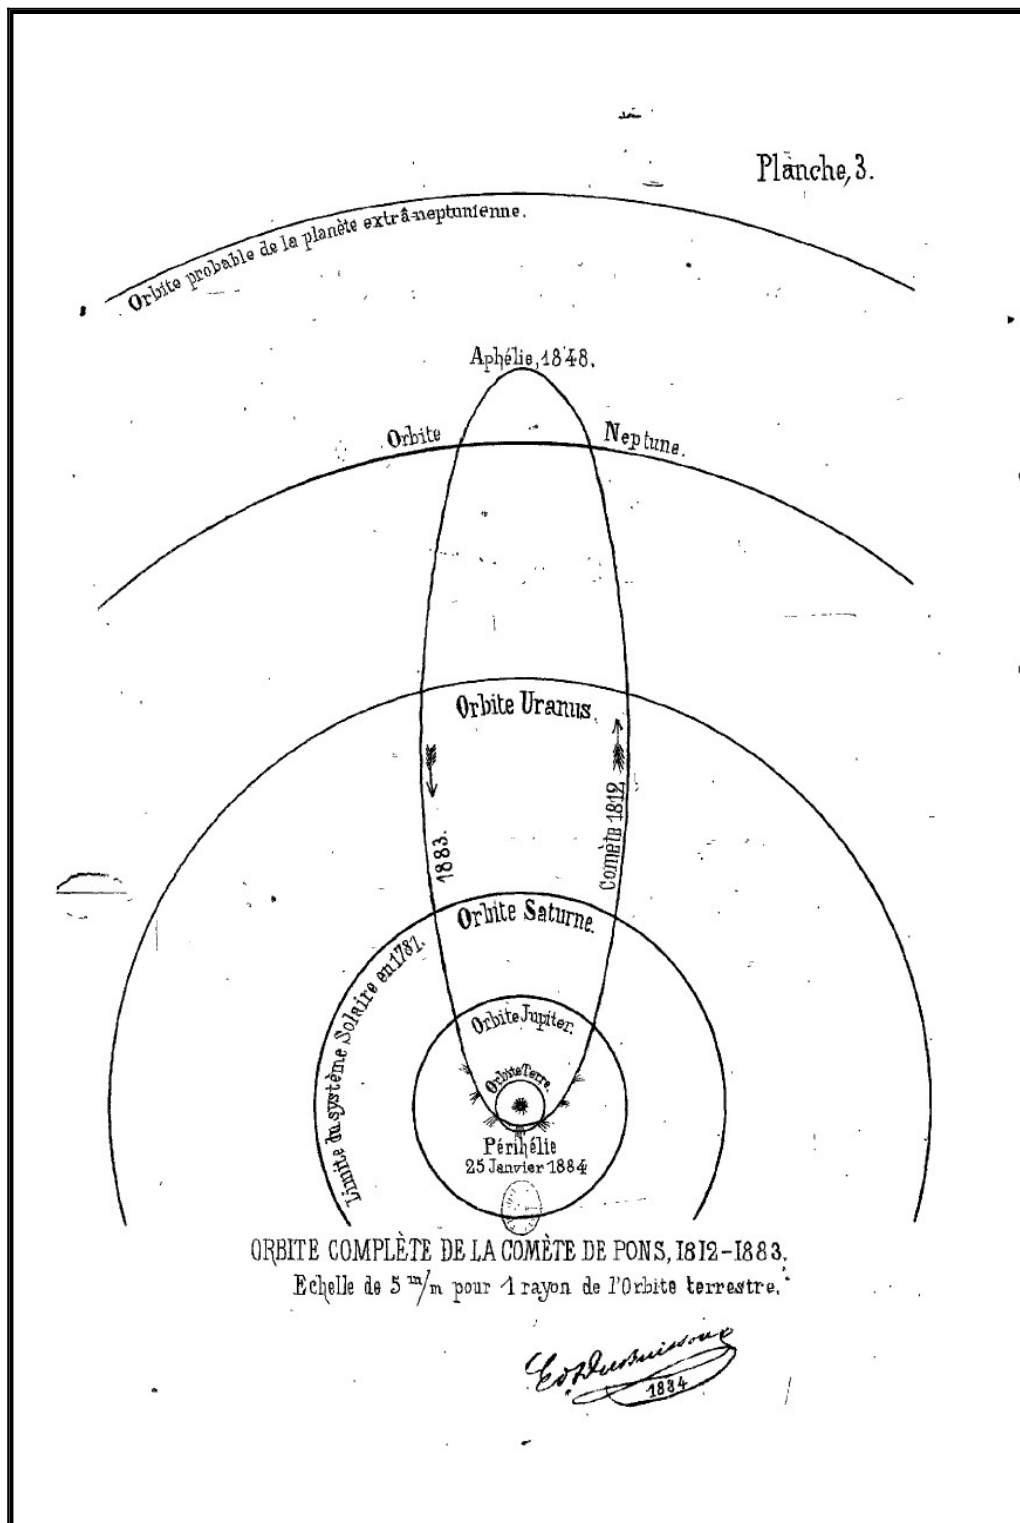 Planche, 3.
Orbite probable de la planète extrâ-neptunienne.
Aphélie, 1848.
Orbite Neptune.
Orbite Uranus.
1883.
Comète 1812
Orbite Saturne.
Limite du système Solaire en 1781.
Orbite Jupiter.
Orbite Terre.
Périhélie
25 Janvier 1884
ORBITE COMPLÈTE DE LA COMÈTE DE PONS, 1812-1883.
Echelle de 5 m/m pour 1 rayon de l'Orbite terrestre.
1884